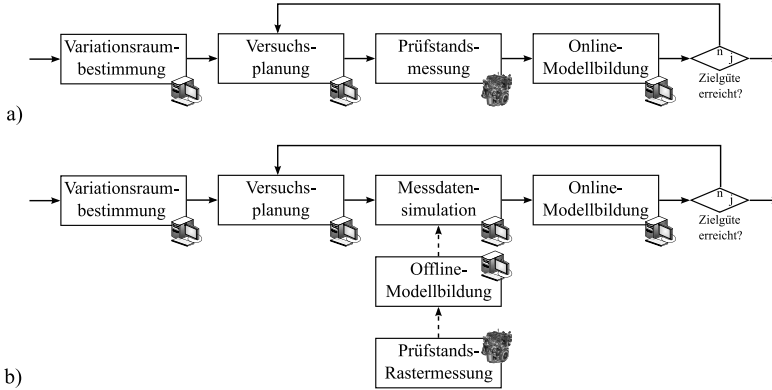 Variationsraum-
bestimmung
Versuchs-
planung
Prüfstands-
messung
Online-
Modellbildung
n
j
Zielgüte
erreicht?
a)
Variationsraum-
bestimmung
Versuchs-
planung
Messdaten-
simulation
Online-
Modellbildung
n
j
Zielgüte
erreicht?
Offline-
Modellbildung
Prüfstands-
Rastermessung
b)